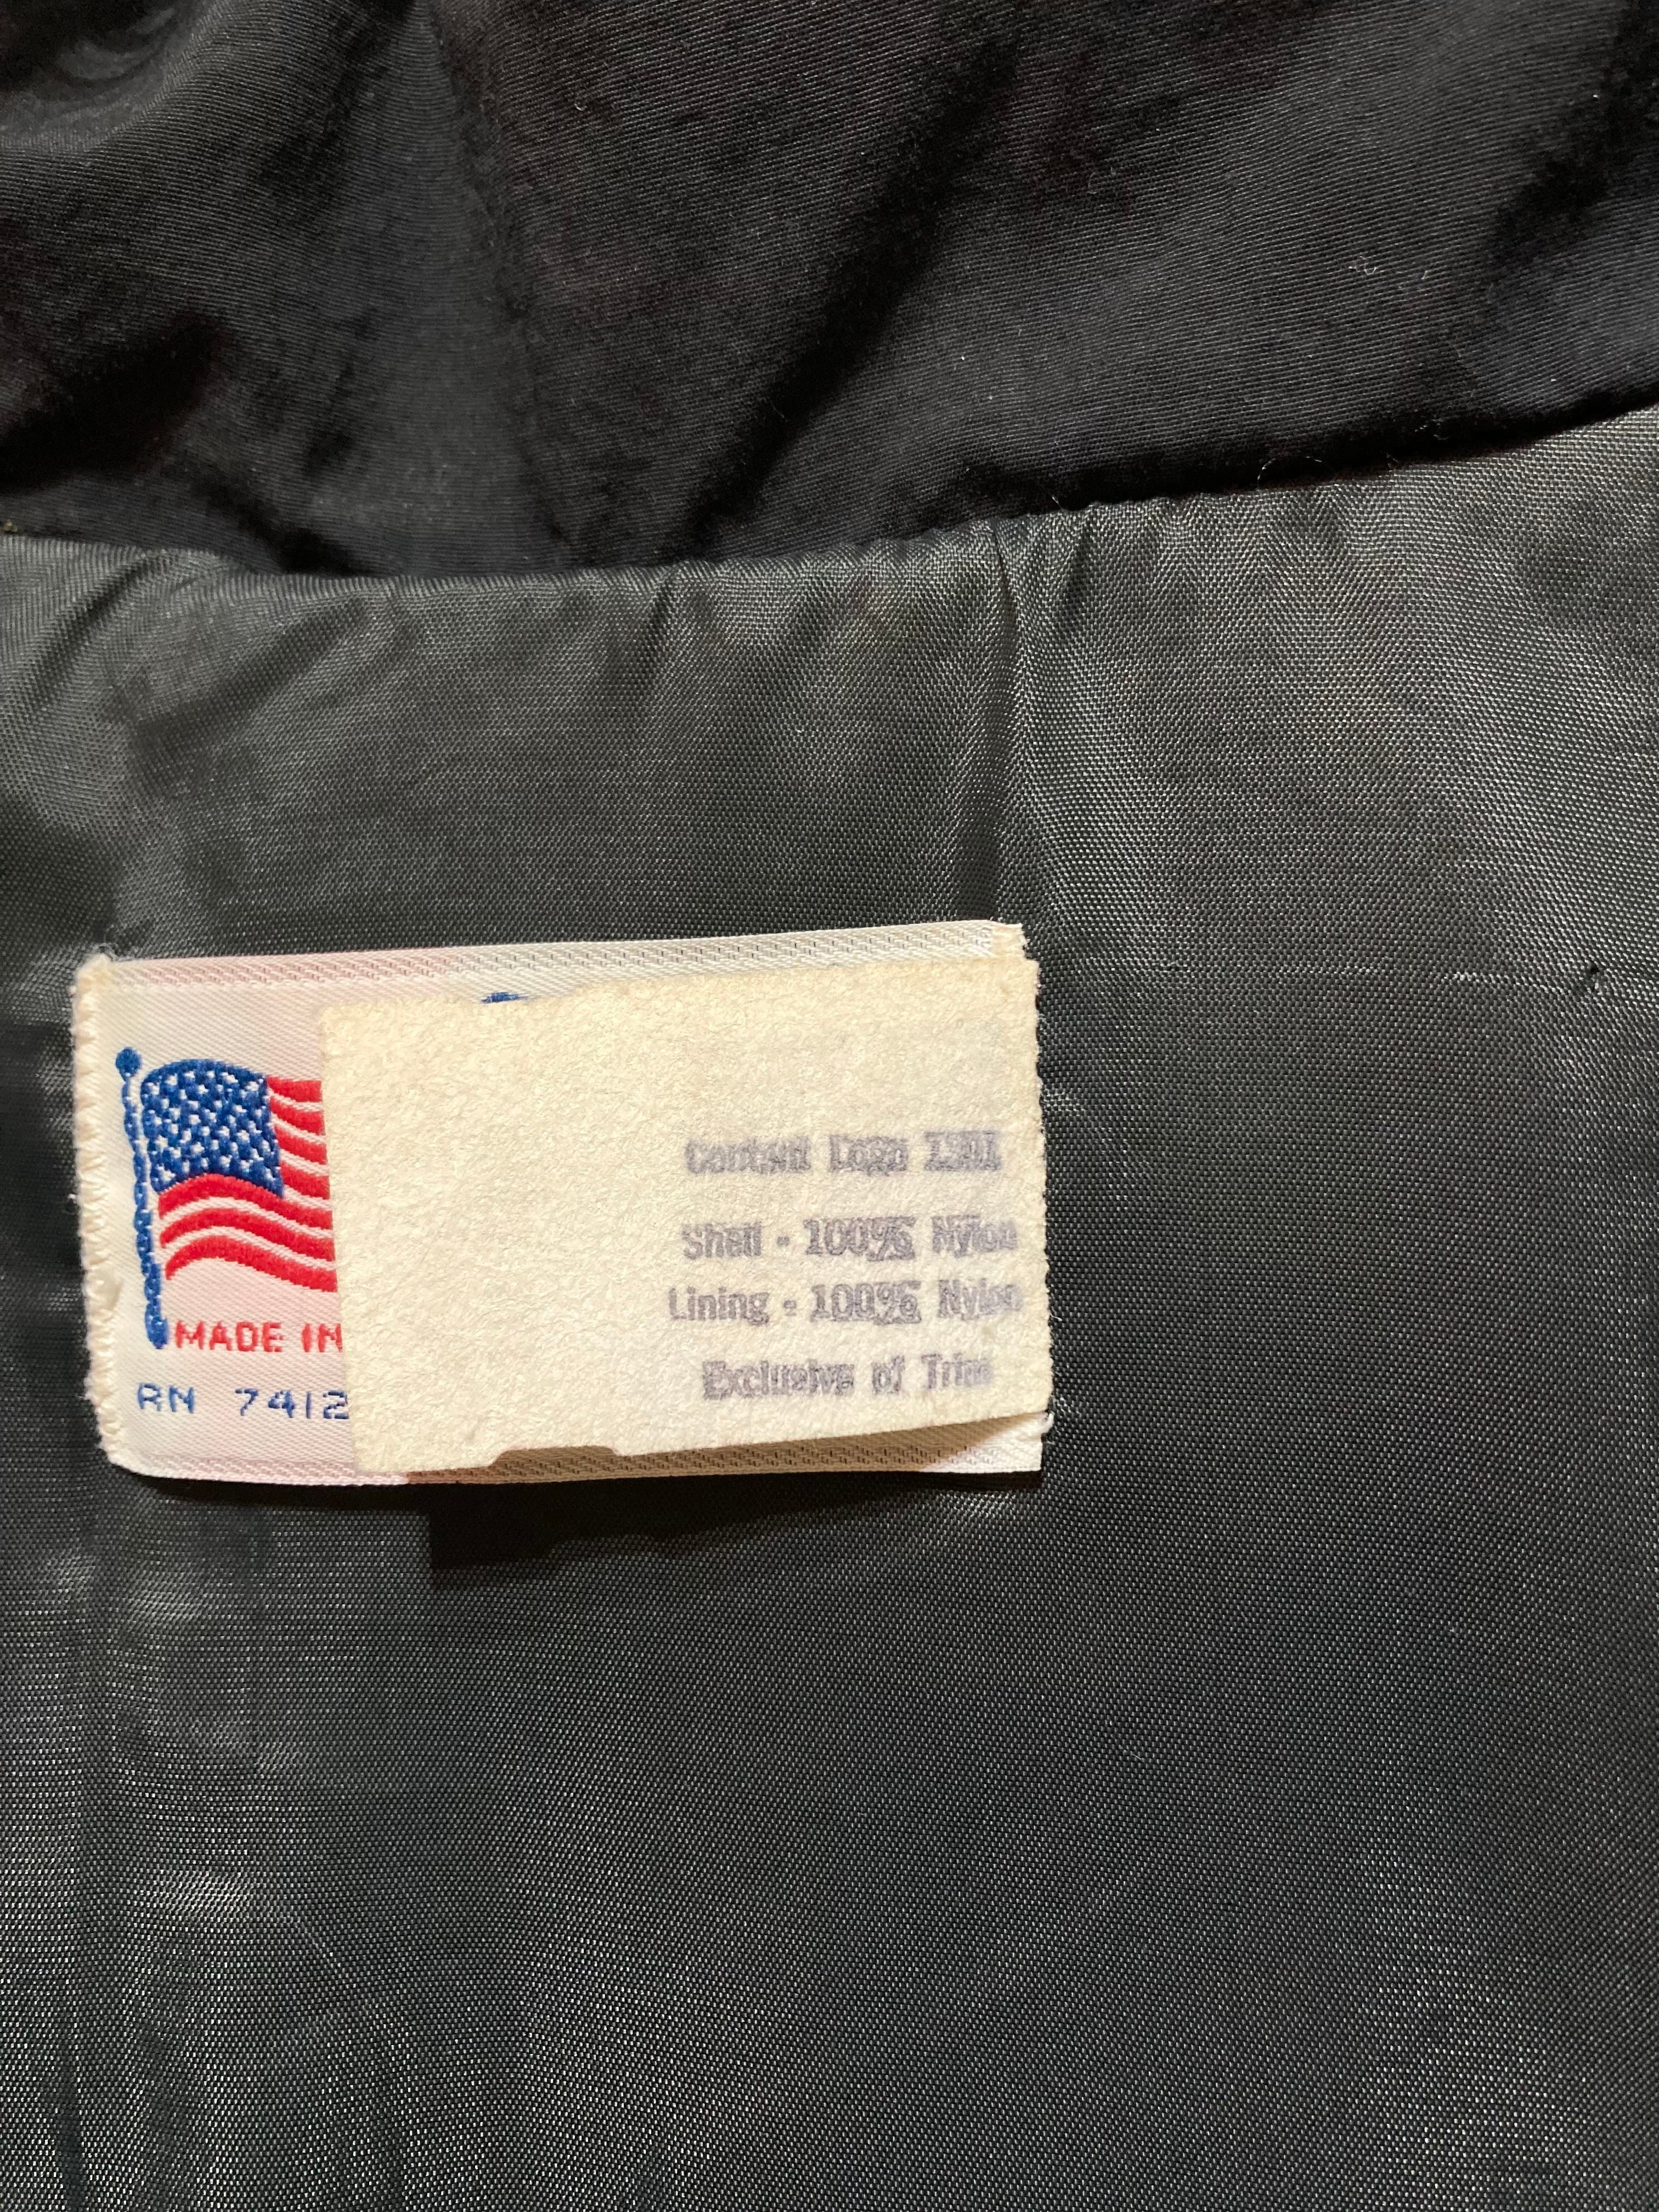 MADE IN
RN 7412
Shell - 100% Nylon
Lining - 100% Nylon
Exclusive of Trim